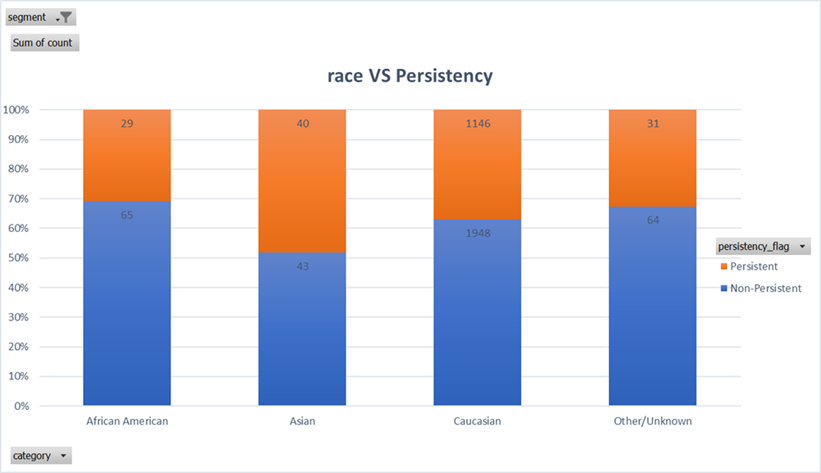 segment
Sum of count
race VS Persistency
100%
90%
80%
70%
60%
50%
40%
30%
20%
10%
0%
29
40
1146
31
65
43
1948
64
African American
Asian
Caucasian
Other/Unknown
persistency_flag
Persistent
Non-Persistent
category